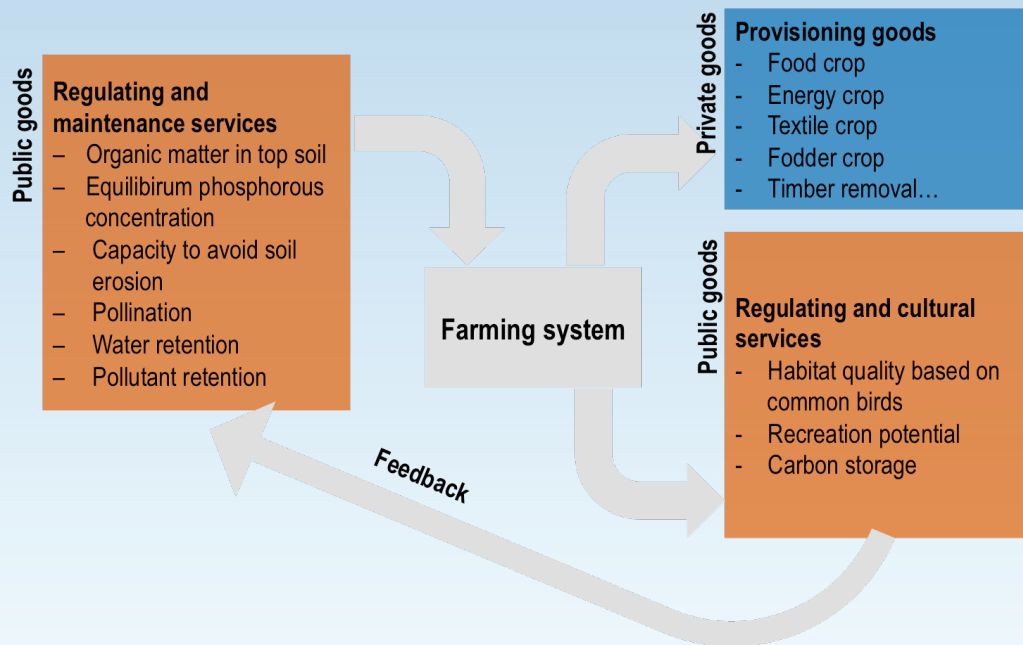 Public goods
Regulating and
maintenance services
– Organic matter in top soil
– Equilibirum phosphorous
concentration
– Capacity to avoid soil
erosion
– Pollination
– Water retention
– Pollutant retention
Farming system
Feedback
Private goods
Provisioning goods
- Food crop
- Energy crop
- Textile crop
- Fodder crop
- Timber removal…
Public goods
Regulating and cultural
services
- Habitat quality based on
common birds
- Recreation potential
- Carbon storage